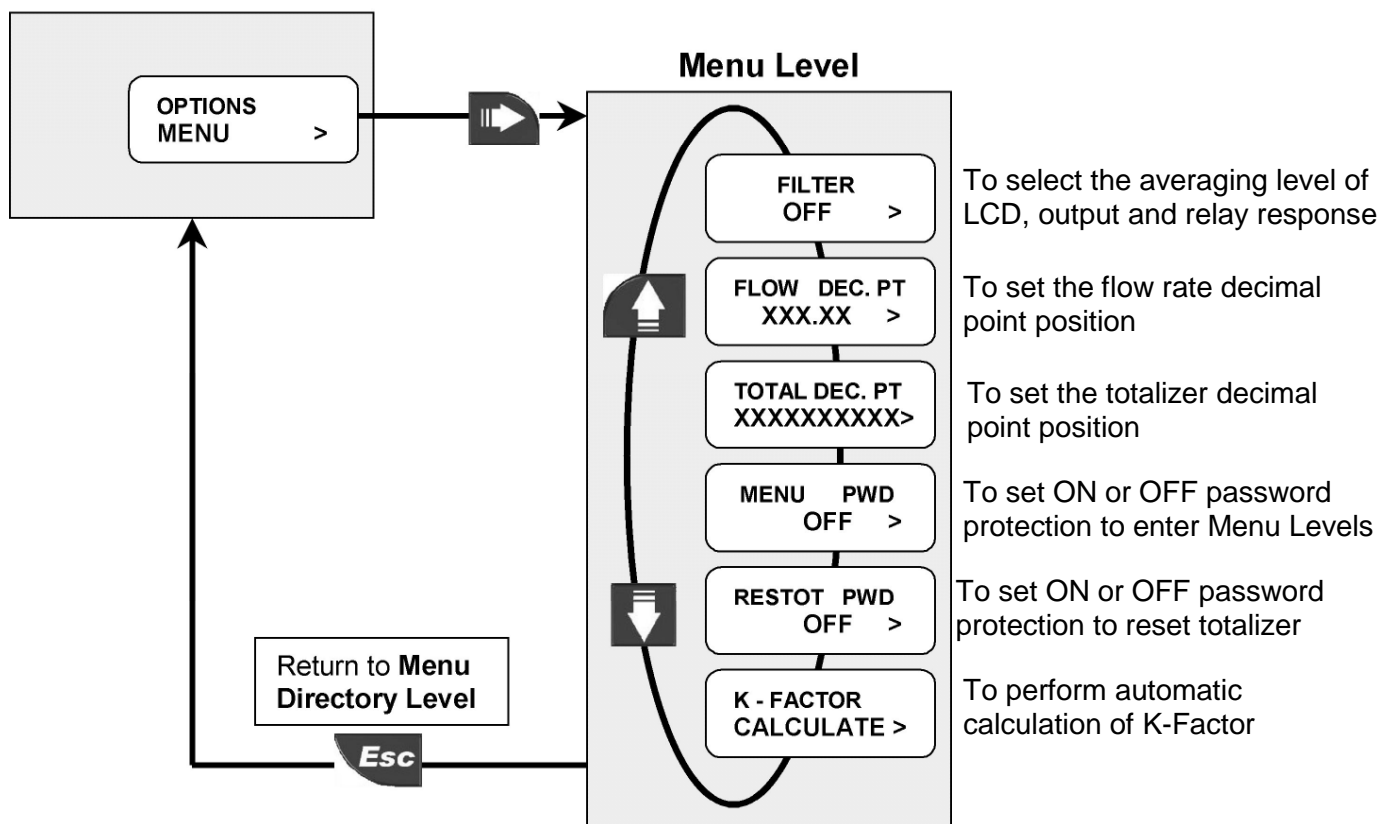 OPTIONS
MENU >
Menu Level
FILTER
OFF >
To select the averaging level of
LCD, output and relay response
FLOW DEC. PT
XXX.XX >
To set the flow rate decimal
point position
TOTAL DEC. PT
XXXXXXXXXX>
To set the totalizer decimal
point position
MENU PWD
OFF >
To set ON or OFF password
protection to enter Menu Levels
RESTOT PWD
OFF >
To set ON or OFF password
protection to reset totalizer
K - FACTOR
CALCULATE >
To perform automatic
calculation of K-Factor
Return to Menu
Directory Level
Esc